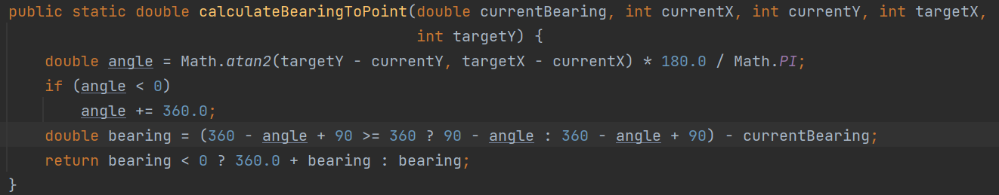 public static double calculateBearingToPoint(double currentBearing, int currentX, int currentY, int targetX,
int targetY) {
double angle = Math.atan2(targetY - currentY, targetX - currentX) * 180.0 / Math.PI;
if (angle < 0)
angle += 360.0;
double bearing = (360 - angle + 90 >= 360 ? 90 - angle : 360 - angle + 90) - currentBearing;
return bearing < 0 ? 360.0 + bearing : bearing;
}